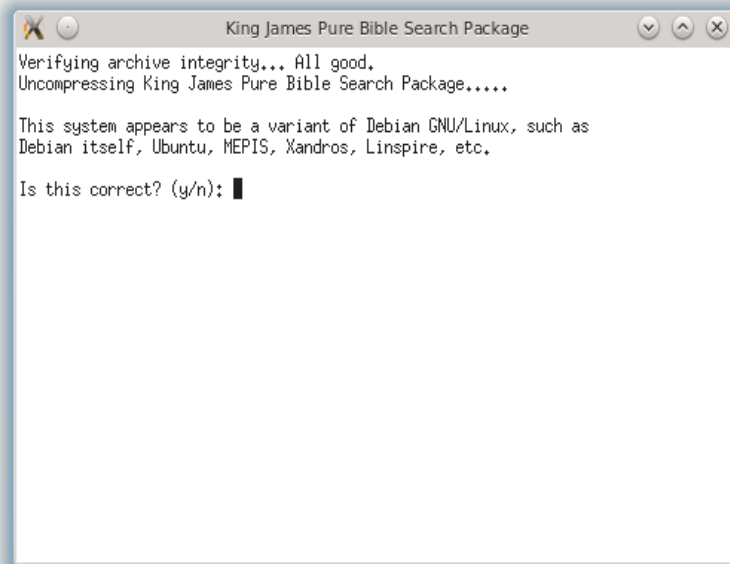 King James Pure Bible Search Package
Verifying archive integrity... All good.
Uncompressing King James Pure Bible Search Package.....
This system appears to be a variant of Debian GNU/Linux, such as
Debian itself, Ubuntu, MEPIS, Xandros, Linspire, etc.
Is this correct? (y/n):